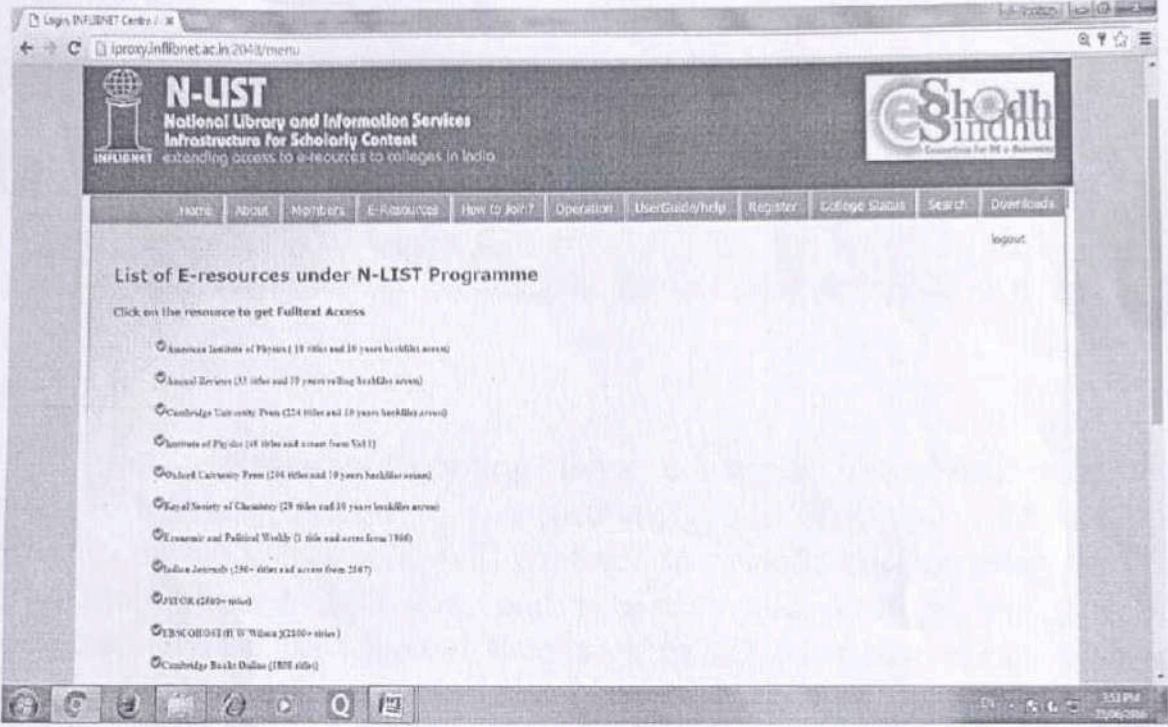 Login INFLIBNET Centre /
iproxy.inflibnet.ac.in:2048/menu
N-LIST
National Library and Information Services
Infrastructure for Scholarly Content
extending access to e-resources to colleges in India
INFLIBNET
e Shodh
Sindhu
Home About Members E-Resources How to Join? Operation UserGuide/help Register College Status Search Downloads
logout
List of E-resources under N-LIST Programme
Click on the resource to get Fulltext Access
American Institute of Physics ( 18 titles and 10 years backfiles access)
Annual Reviews (33 titles and 10 years rolling backfiles access)
Cambridge University Press (224 titles and 10 years backfiles access)
Institute of Physics (46 titles and access from Vol 1)
Oxford University Press (206 titles and 10 years backfiles access)
Royal Society of Chemistry (29 titles and 10 years backfiles access)
Economic and Political Weekly (1 title and access from 1966)
Indian Journals (150+ titles and access from 2007)
JSTOR (2500+ titles)
EBSCOHOST (H W Wilson )(2100+ titles )
Cambridge Books Online (1800 titles)
EN
3:53 PM